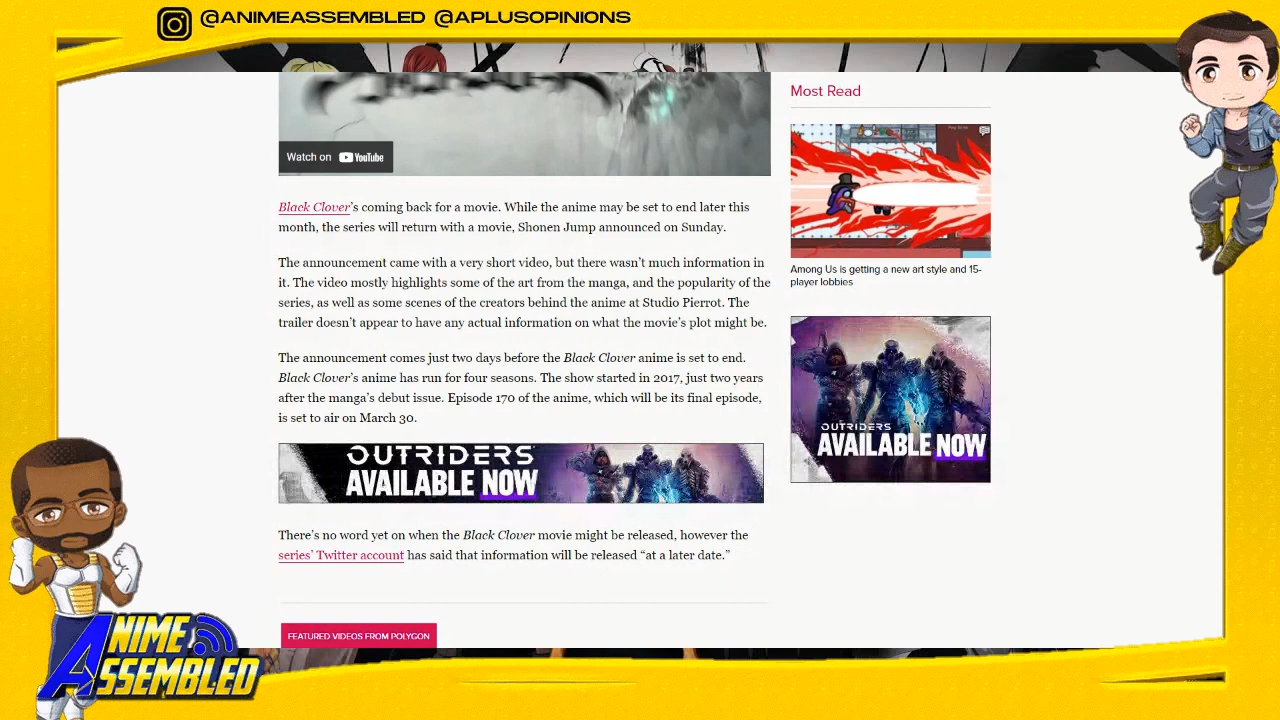 @ANIMEASSEMBLED @APLUSOPINIONS
Watch on YouTube
Black Clover's coming back for a movie. While the anime may be set to end later this
month, the series will return with a movie, Shonen Jump announced on Sunday.
The announcement came with a very short video, but there wasn't much information in
it. The video mostly highlights some of the art from the manga, and the popularity of the
series, as well as some scenes of the creators behind the anime at Studio Pierrot. The
trailer doesn't appear to have any actual information on what the movie's plot might be.
The announcement comes just two days before the Black Clover anime is set to end.
Black Clover's anime has run for four seasons. The show started in 2017, just two years
after the manga's debut issue. Episode 170 of the anime, which will be its final episode,
is set to air on March 30.
OUTRIDERS
AVAILABLE NOW
There's no word yet on when the Black Clover movie might be released, however the
series' Twitter account has said that information will be released “at a later date.”
FEATURED VIDEOS FROM POLYGON
Most Read
Among Us is getting a new art style and 15-
player lobbies
OUTRIDERS
AVAILABLE NOW
ANIME
ASSEMBLED